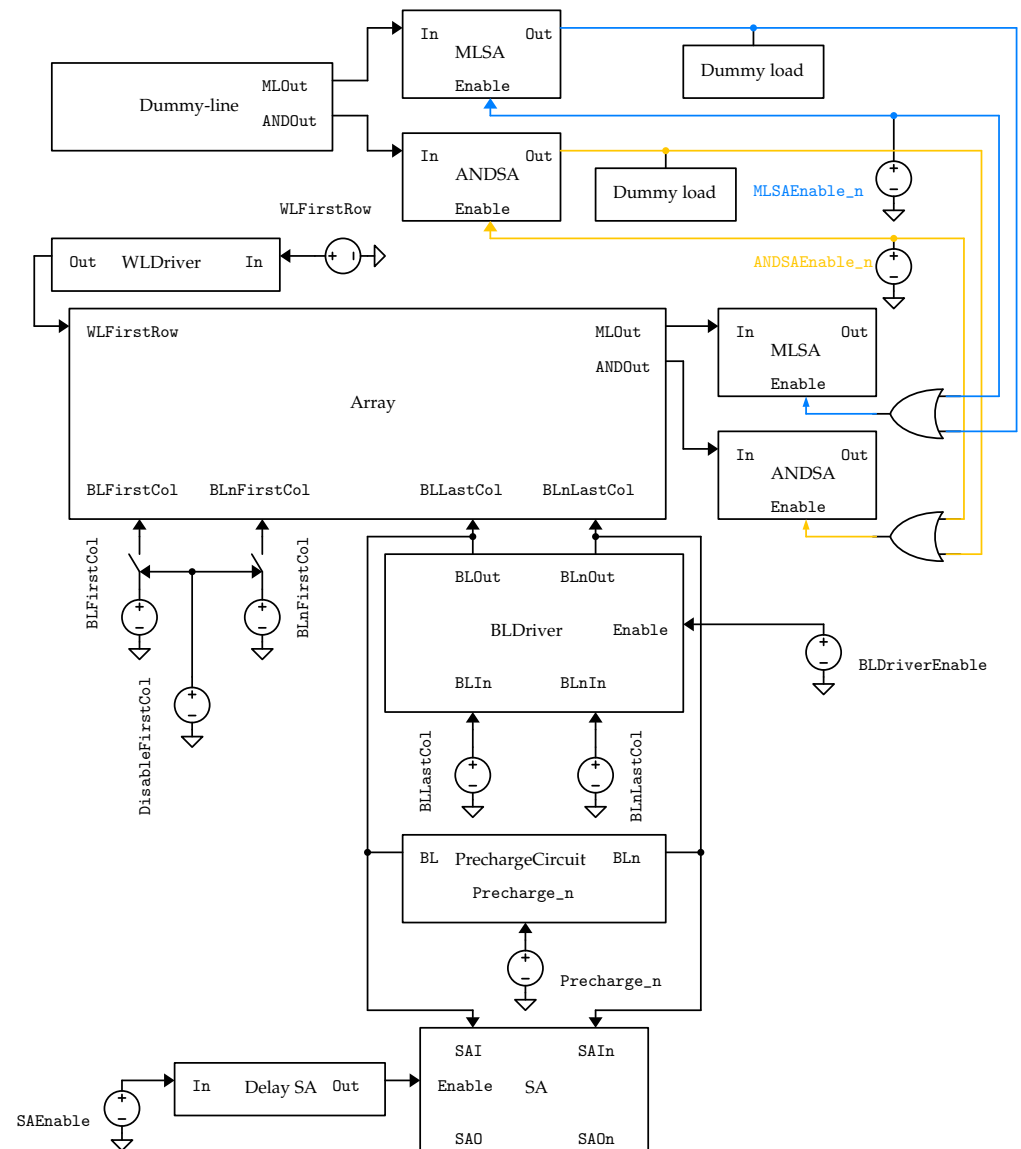 In
Out
MLSA
Enable
Dummy load
MLOut
Dummy-line
ANDOut
In
Out
ANDSA
Enable
Dummy load
MLSAEnable_n
WLFirstRow
Out
WLDriver
In
ANDSAEnable_n
WLFirstRow
MLOut
ANDOut
Array
BLFirstCol
BLnFirstCol
BLLastCol
BLnLastCol
In
Out
MLSA
Enable
In
Out
ANDSA
Enable
BLFirstCol
BLnFirstCol
DisableFirstCol
BLOut
BLnOut
BLDriver
Enable
BLIn
BLnIn
BLDriverEnable
BLLastCol
BLnLastCol
BL
PrechargeCircuit
BLn
Precharge_n
Precharge_n
SAI
SAIn
In
Delay SA
Out
Enable
SA
SAEnable
SAO
SAOn